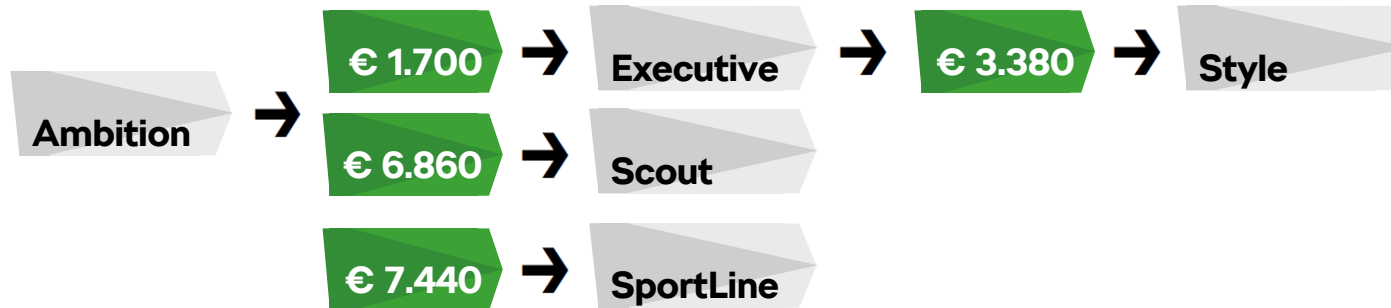 Ambition
€ 1.700
Executive
€ 3.380
Style
€ 6.860
Scout
€ 7.440
SportLine